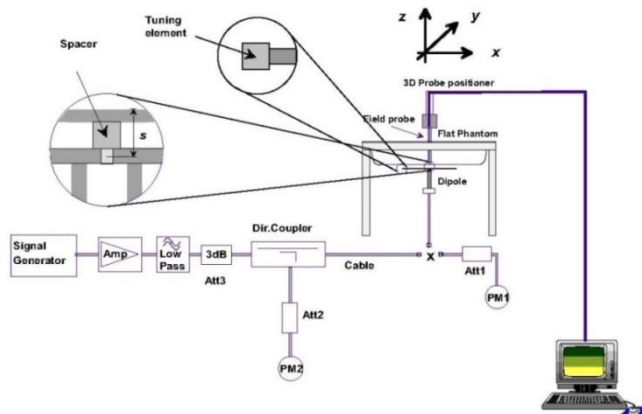 Tuning
element
Spacer
s
z
y
x
3D Probe positioner
Field probe
Flat Phantom
Dipole
Signal
Generator
Amp
Low
Pass
3dB
Att3
Dir.Coupler
Cable
x
Att1
PM1
Att2
PM2